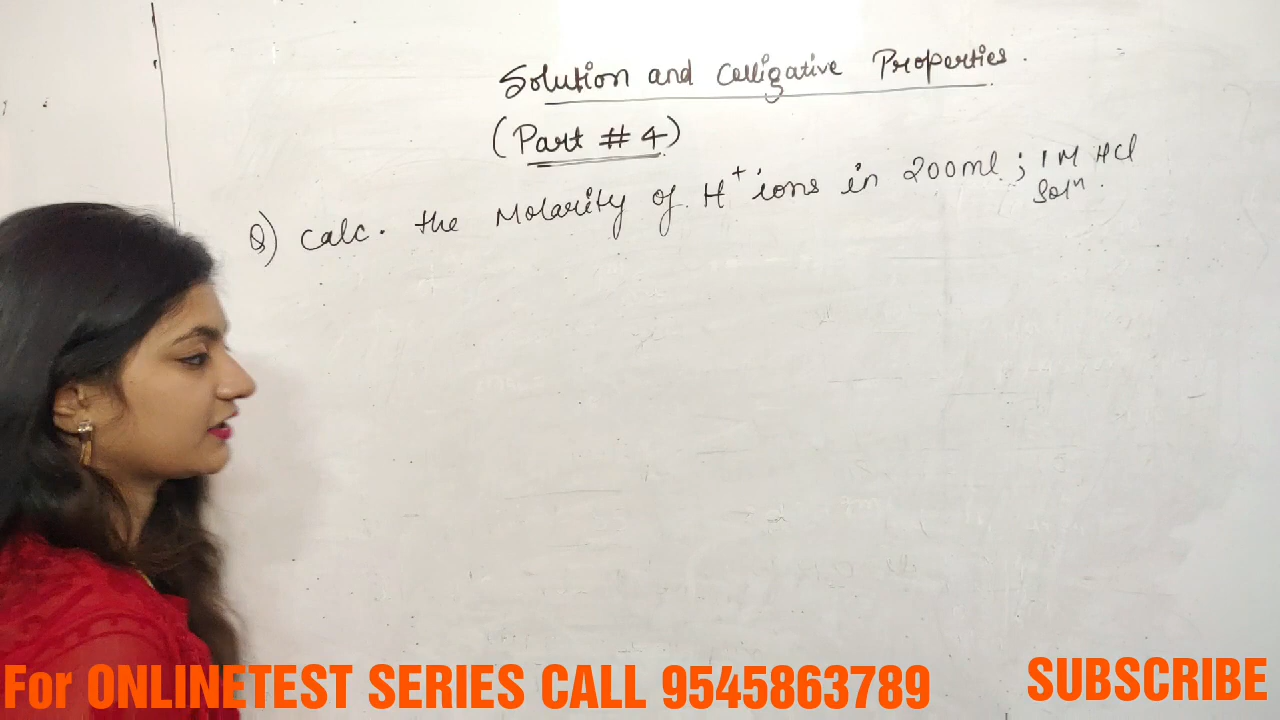 Solution and Colligative Properties.
(Part # 4)
Q) Calc. the Molarity of H⁺ ions in 200ml ; 1M HCl
Solⁿ.
For ONLINETEST SERIES CALL 9545863789
SUBSCRIBE